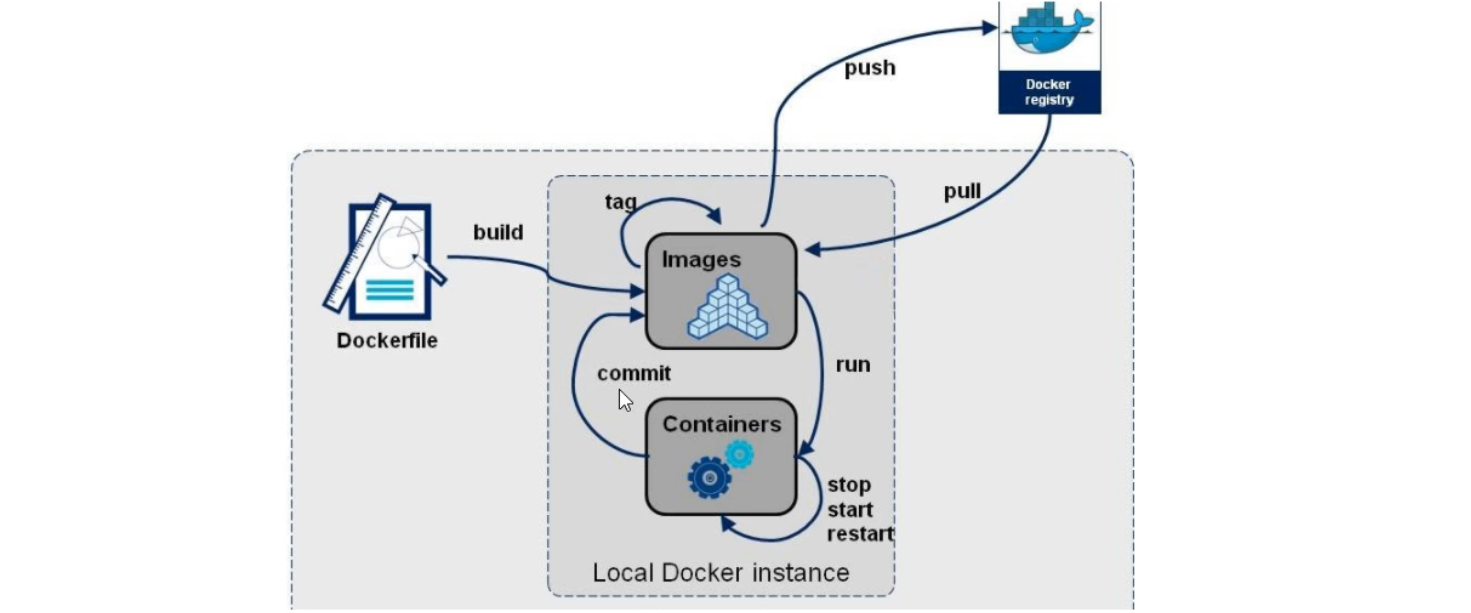 push
Docker
registry
pull
tag
build
Images
Dockerfile
commit
run
Containers
stop
start
restart
Local Docker instance